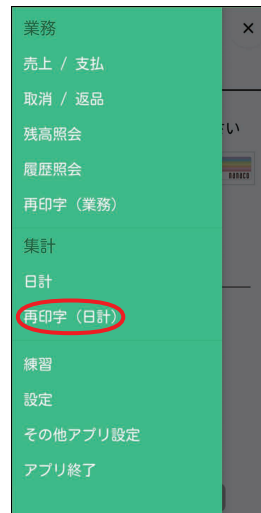 業務
×
売上 / 支払
取消 / 返品
残高照会
さい
履歴照会
nanaco
再印字（業務）
集計
日計
再印字（日計）
練習
設定
その他アプリ設定
アプリ終了